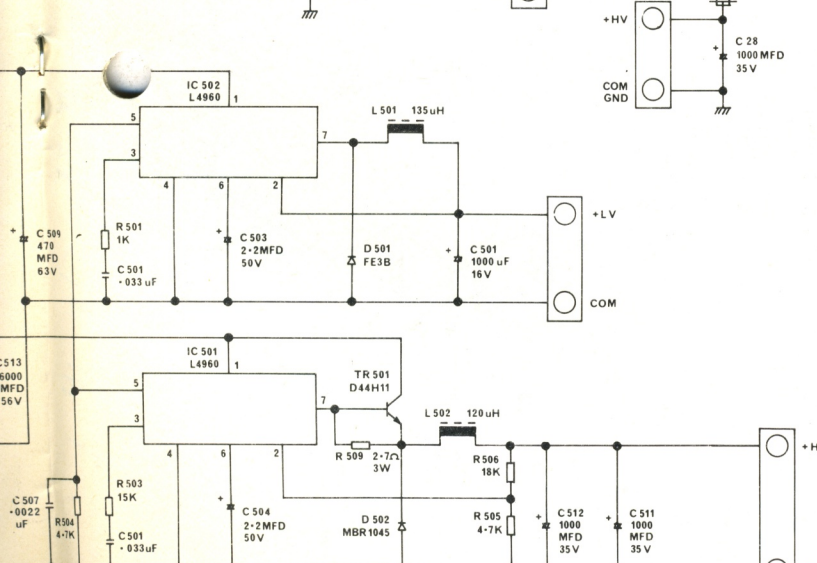 +HV
C 28
1000 MFD
35 V
COM
GND
IC 502
L4960
1
L501 135uH
5
7
3
4
6
2
+LV
R 501
1K
C 509
470
MFD
63V
C 503
2·2MFD
50V
D 501
FE3B
C 501
1000 uF
16 V
C 501
·033 uF
COM
IC 501
L4960
1
C513
6000
MFD
56V
TR 501
D44H11
5
7
3
L 502 120uH
+H
4
6
2
R 509 2·7Ω
3W
R 506
18K
R 503
15K
C 507
·0022
uF
R504
4·7K
C 504
2·2MFD
50V
D 502
MBR1045
R 505
4·7K
C 512
1000
MFD
35 V
C 511
1000
MFD
35 V
C 501
·033uF